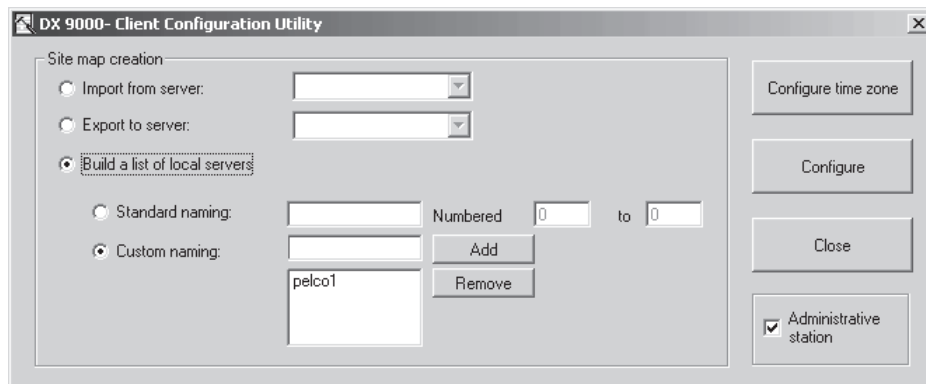 DX 9000- Client Configuration Utility
Site map creation
Import from server:
Export to server:
Build a list of local servers
Standard naming:
Numbered 0 to 0
Custom naming:
Add
pelco1
Remove
Configure time zone
Configure
Close
Administrative
station